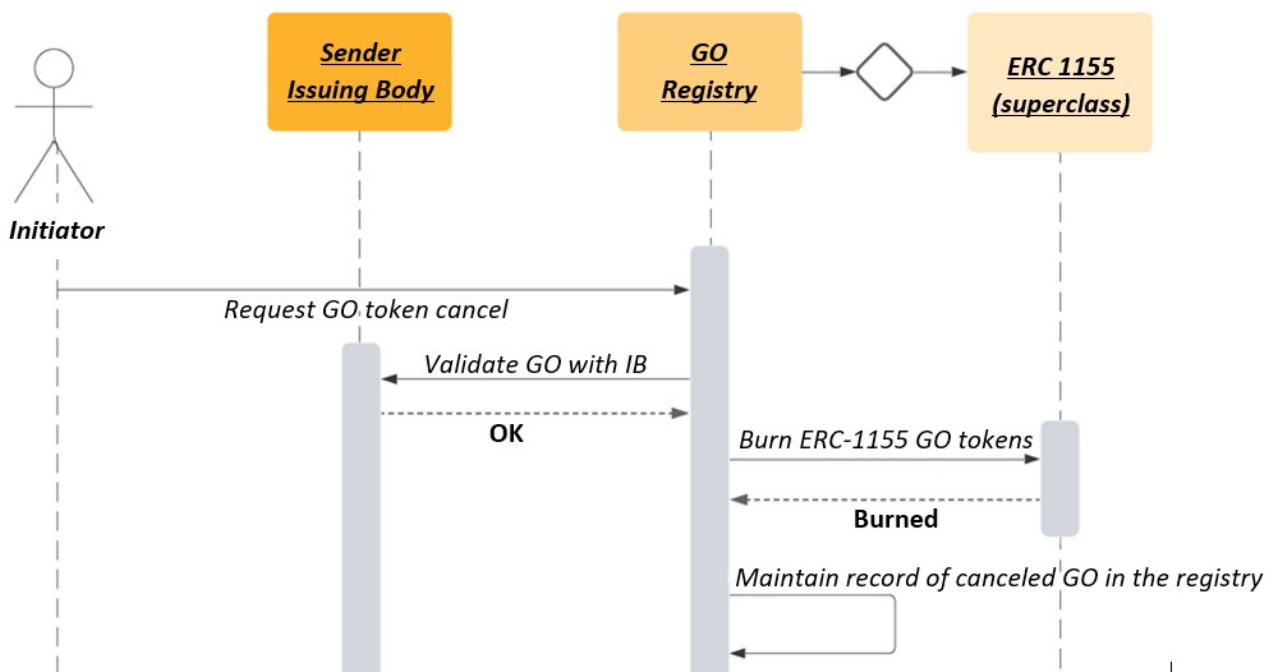 Sender
Issuing Body
GO
Registry
ERC 1155
(superclass)
Initiator
Request GO token cancel
Validate GO with IB
OK
Burn ERC-1155 GO tokens
Burned
Maintain record of canceled GO in the registry